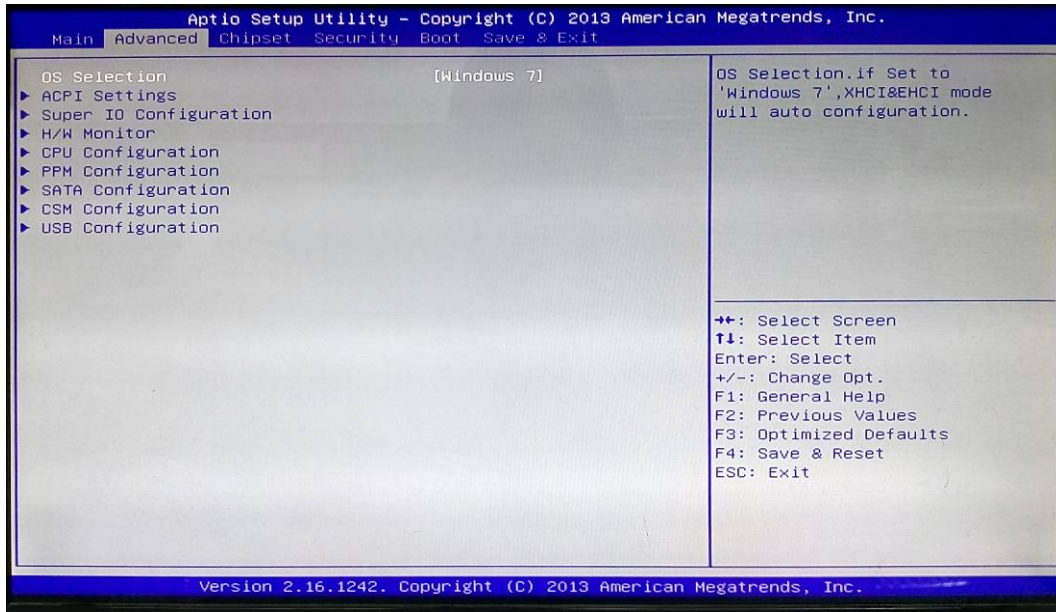 Aptio Setup Utility – Copyright (C) 2013 American Megatrends, Inc.
Main Advanced Chipset Security Boot Save & Exit
OS Selection [Windows 7]
► ACPI Settings
► Super IO Configuration
► H/W Monitor
► CPU Configuration
► PPM Configuration
► SATA Configuration
► CSM Configuration
► USB Configuration
OS Selection.if Set to
'Windows 7',XHCI&EHCI mode
will auto configuration.
→←: Select Screen
↑↓: Select Item
Enter: Select
+/-: Change Opt.
F1: General Help
F2: Previous Values
F3: Optimized Defaults
F4: Save & Reset
ESC: Exit
Version 2.16.1242. Copyright (C) 2013 American Megatrends, Inc.